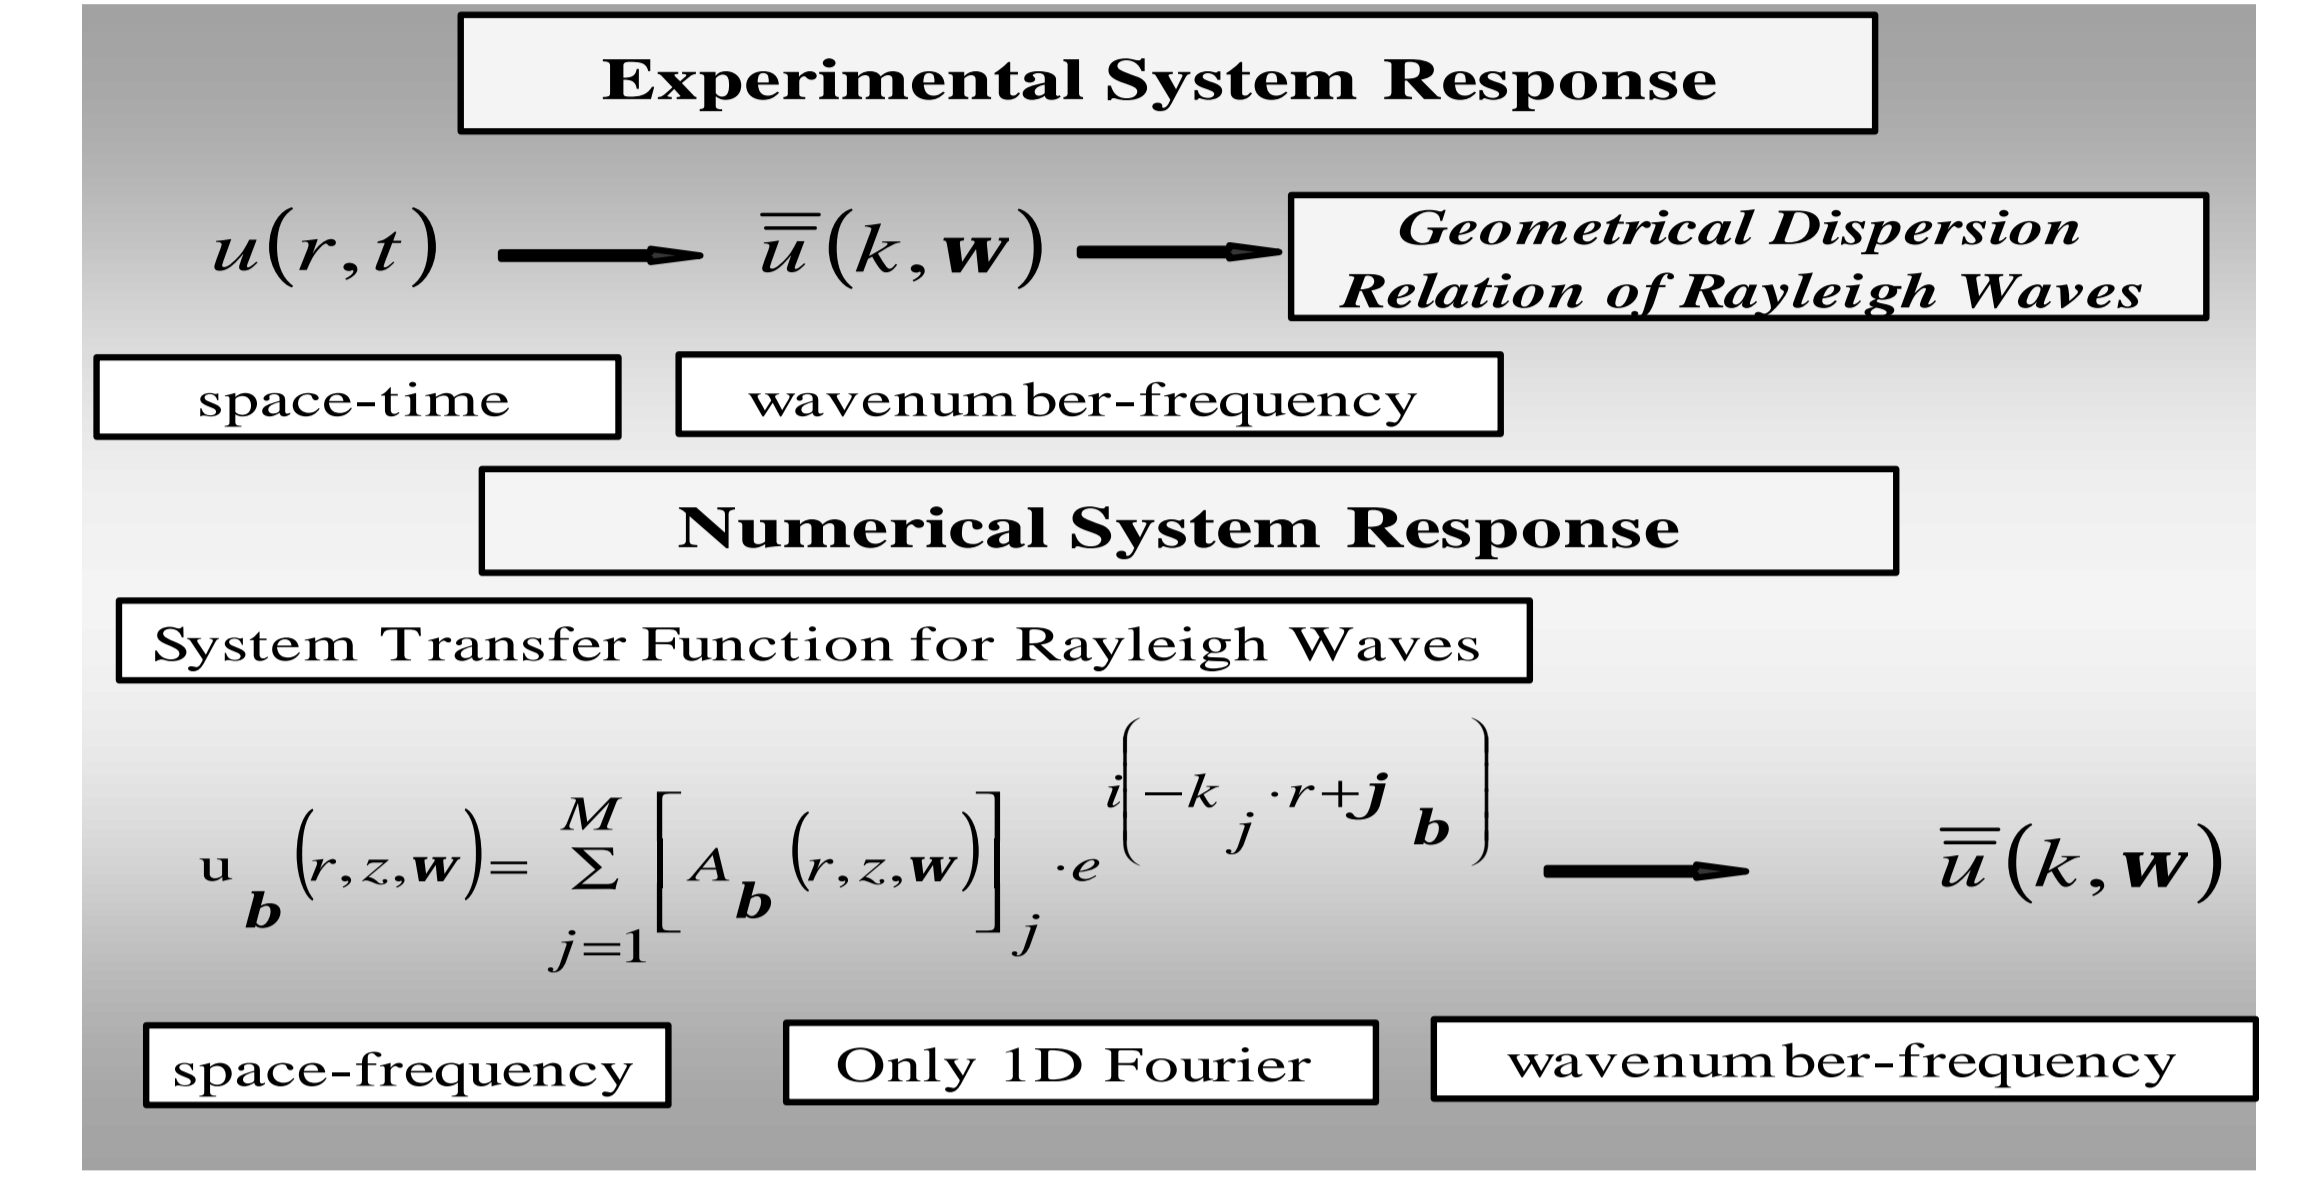 Experimental System Response
u(r,t) → u̿(k,w) → Geometrical Dispersion
Relation of Rayleigh Waves
space-time
wavenumber-frequency
Numerical System Response
System Transfer Function for Rayleigh Waves
u_b(r,z,w) = ∑_{j=1}^{M} [A_b(r,z,w)]_j · e^{i(−k_j · r + j_b)} → u̿(k,w)
space-frequency
Only 1D Fourier
wavenumber-frequency